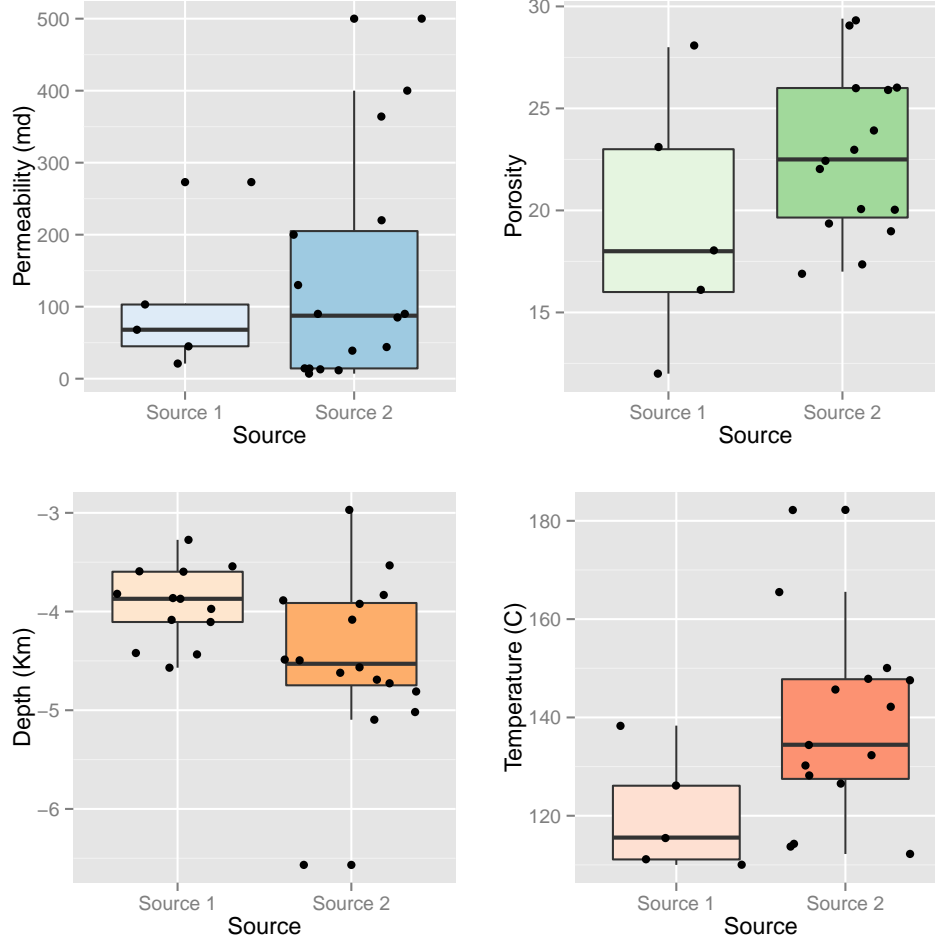 Permeability (md)
500
400
300
200
100
0
Source 1
Source 2
Source
Porosity
30
25
20
15
Source 1
Source 2
Source
Depth (Km)
−3
−4
−5
−6
Source 1
Source 2
Source
Temperature (C)
180
160
140
120
Source 1
Source 2
Source